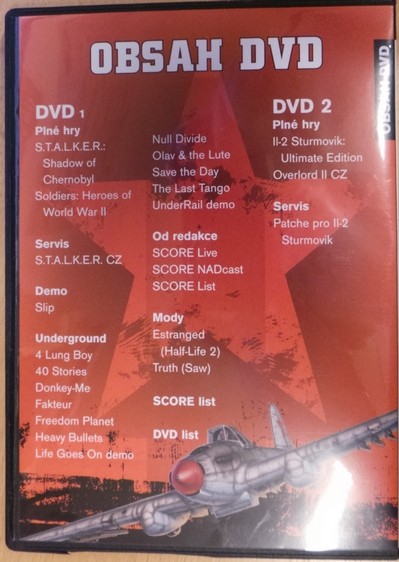 OBSAH DVD
OBSAH DVD
DVD 1
Plné hry
S.T.A.L.K.E.R.:
Shadow of
Chernobyl
Soldiers: Heroes of
World War II
Servis
S.T.A.L.K.E.R. CZ
Demo
Slip
Underground
4 Lung Boy
40 Stories
Donkey-Me
Fakteur
Freedom Planet
Heavy Bullets
Life Goes On demo
Null Divide
Olav & the Lute
Save the Day
The Last Tango
UnderRail demo
Od redakce
SCORE Live
SCORE NADcast
SCORE List
Mody
Estranged
(Half-Life 2)
Truth (Saw)
SCORE list
DVD list
DVD 2
Plné hry
Il-2 Sturmovik:
Ultimate Edition
Overlord II CZ
Servis
Patche pro Il-2
Sturmovik